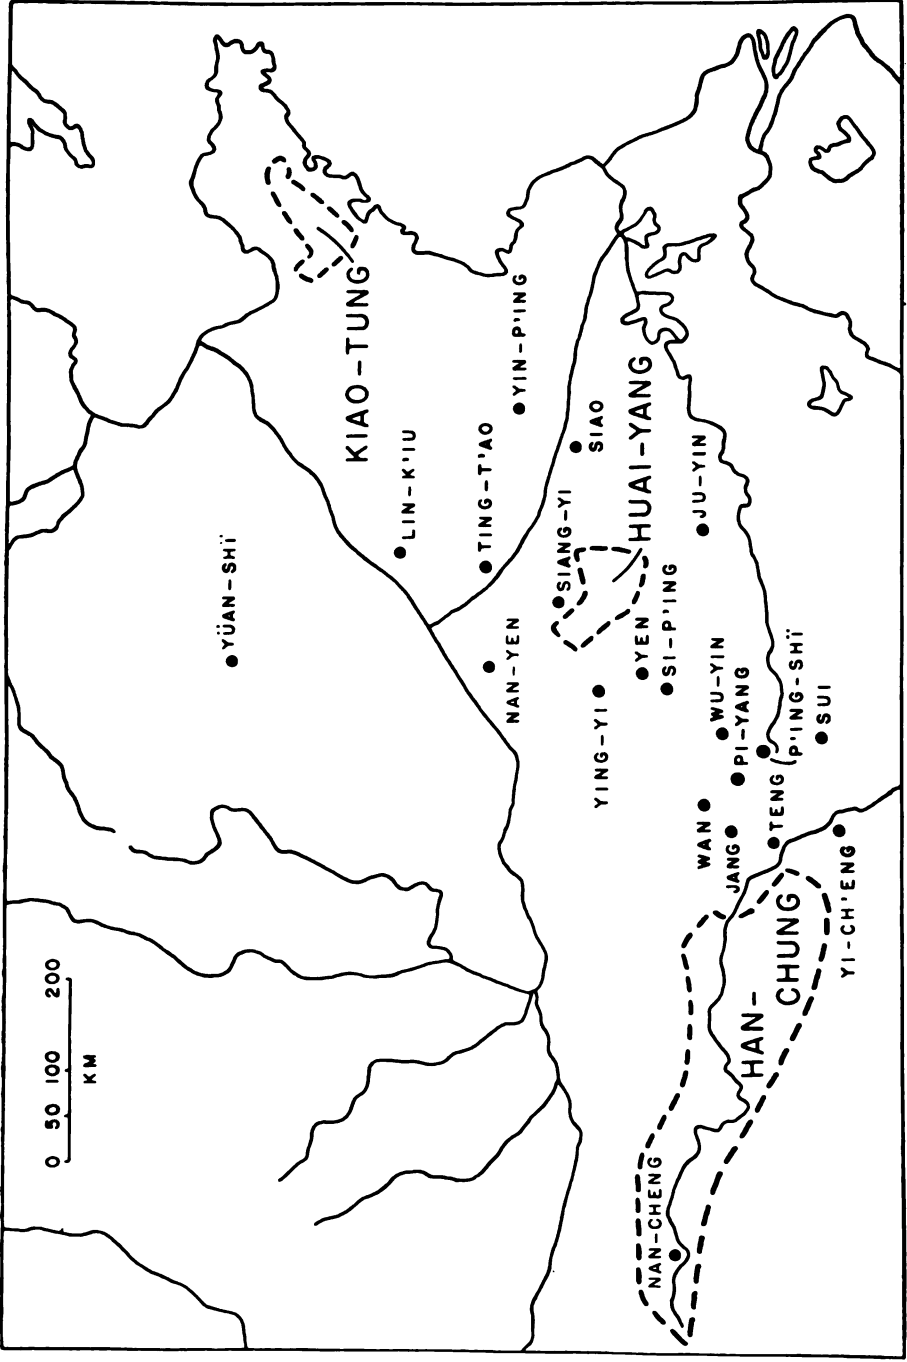 YÜAN-SHÏ
KIAO-TUNG
LIN-K'IU
TING-T'AO
YIN-P'ING
NAN-YEN
SIANG-YI
SIAO
HUAI-YANG
YING-YI
YEN
SI-P'ING
JU-YIN
WU-YIN
PI-YANG
P'ING-SHÏ
SUI
WAN
JANG
TENG
YI-CH'ENG
HAN-
CHUNG
NAN-CHENG
0 50 100 200
KM